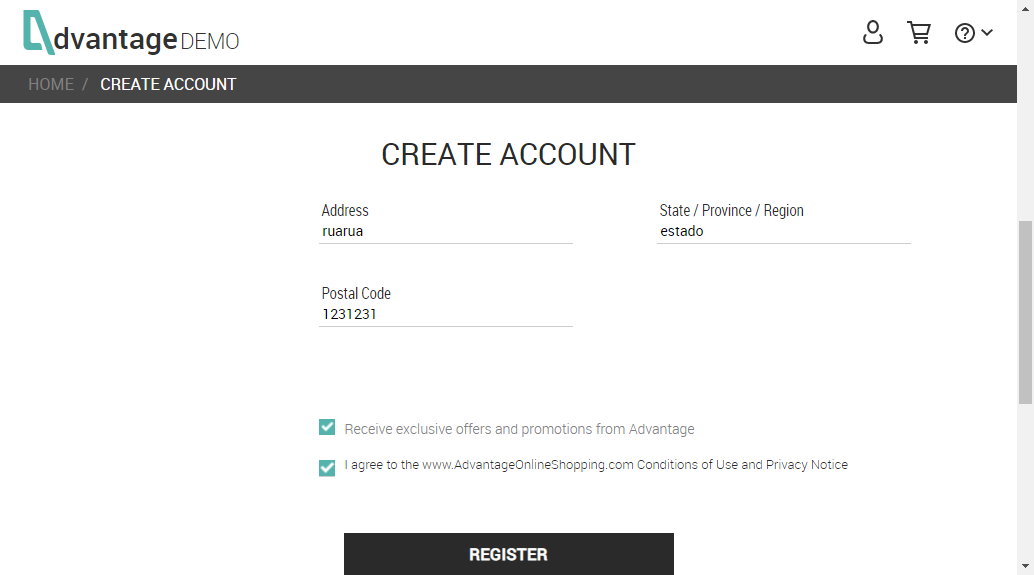 dvantage DEMO
HOME / CREATE ACCOUNT
CREATE ACCOUNT
Address
ruarua
State / Province / Region
estado
Postal Code
1231231
Receive exclusive offers and promotions from Advantage
I agree to the www.AdvantageOnlineShopping.com Conditions of Use and Privacy Notice
REGISTER